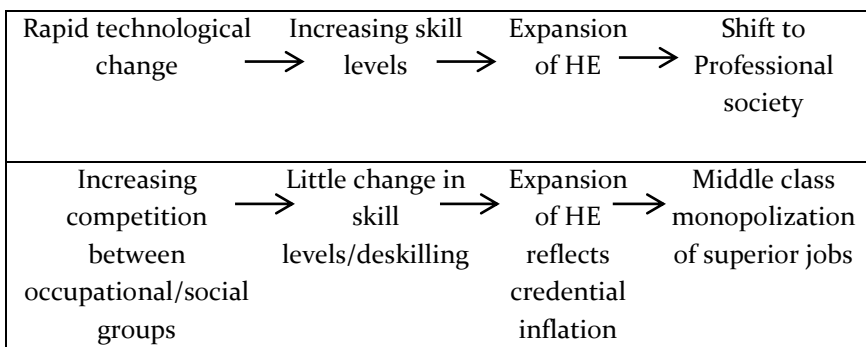 Rapid technological change
Increasing skill levels
Expansion of HE
Shift to Professional society
Increasing competition between occupational/social groups
Little change in skill levels/deskilling
Expansion of HE reflects credential inflation
Middle class monopolization of superior jobs